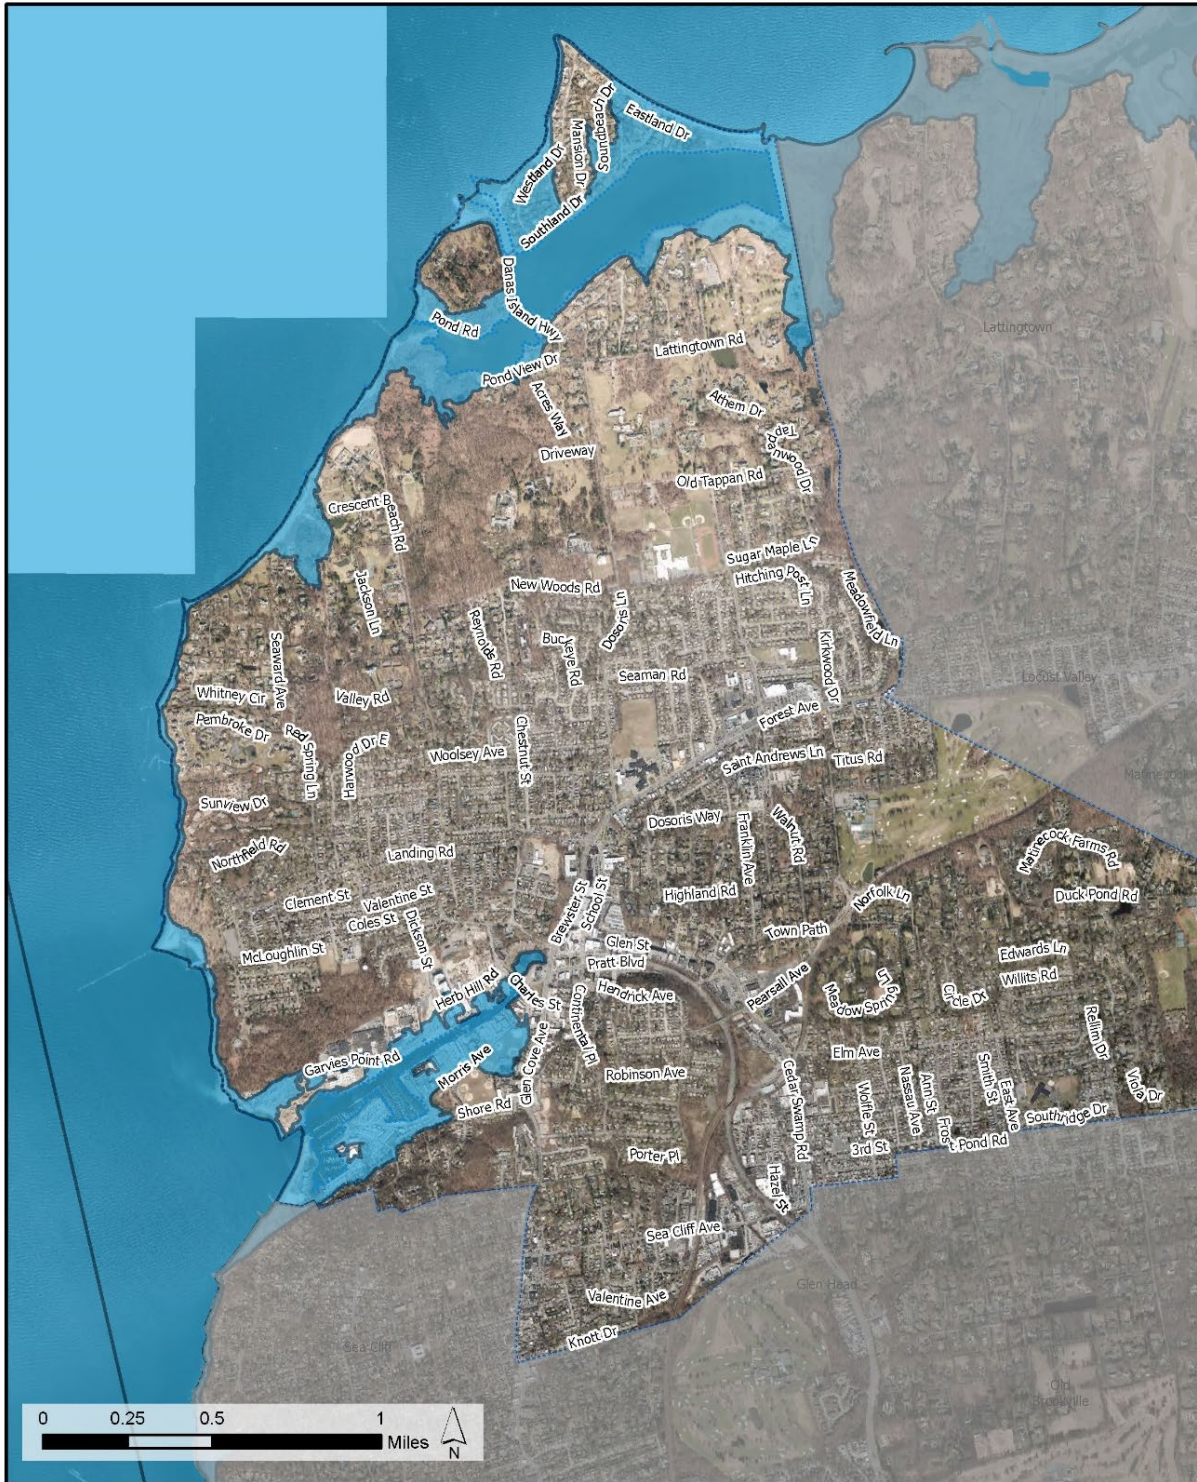 Eastland Dr
Soundbeach Dr
Mansion Dr
Westland Dr
Southland Dr
Danas Island Hwy
Pond Rd
Lattingtown
Lattingtown Rd
Pond View Dr
Acres Way
Athem Dr
Tappanwood Dr
Driveway
Old Tappan Rd
Crescent Beach Rd
Sugar Maple Ln
Hitching Post Ln
New Woods Rd
Jackson Ln
Dosoris Ln
Meadowfield Ln
Reynolds Rd
Buckeye Rd
Kirkwood Dr
Seaward Ave
Seaman Rd
Locust Valley
Whitney Cir
Valley Rd
Pembroke Dr
Forest Ave
Red Spring Ln
Harwood Dr E
Woolsey Ave
Chestnut St
Saint Andrews Ln
Titus Rd
Sunview Dr
Dosoris Way
Franklin Ave
Walnut Rd
Northfield Rd
Landing Rd
Matinecock Farms Rd
Clement St
Valentine St
Brewster St
School St
Highland Rd
Norfolk Ln
Duck Pond Rd
Coles St
Dickson St
Town Path
McLoughlin St
Glen St
Pratt Blvd
Edwards Ln
Herb Hill Rd
Charles St
Continental Pl
Hendrick Ave
Pearsall Ave
Meadow Spring Ln
Circle Dr
Willits Rd
Rellim Dr
Garvies Point Rd
Morris Ave
Glen Cove Ave
Elm Ave
Robinson Ave
Cedar Swamp Rd
Wolfle St
Nassau Ave
Ann St
Smith St
East Ave
Viola Dr
Shore Rd
Southridge Dr
Frost Pond Rd
3rd St
Porter Pl
Hazel St
Sea Cliff Ave
Glen Head
Valentine Ave
Knott Dr
Sea Cliff
Old
Brookville
0 0.25 0.5 1
Miles
N